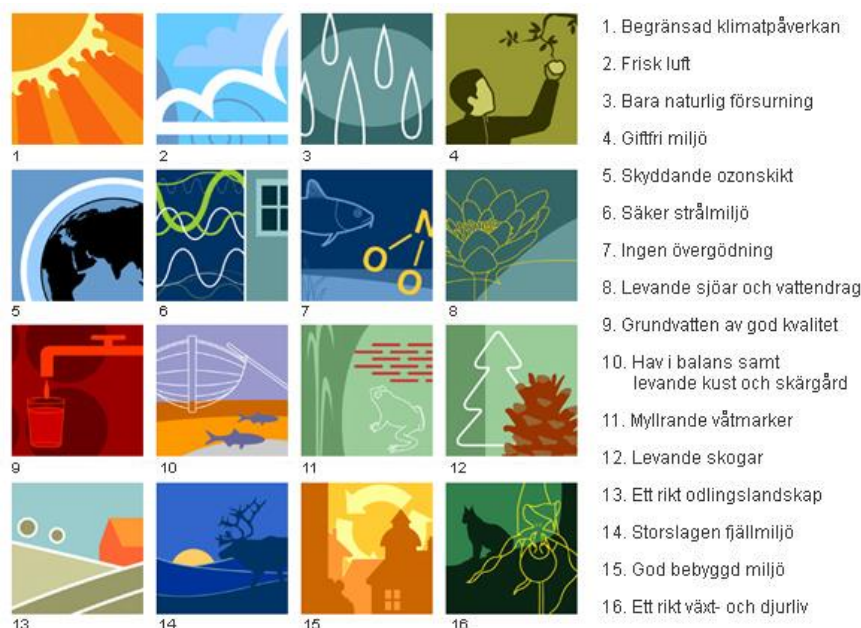 1
2
3
4
5
6
7
N
O
O
8
9
10
11
12
13
14
15
16
1. Begränsad klimatpåverkan
2. Frisk luft
3. Bara naturlig försurning
4. Giftfri miljö
5. Skyddande ozonskikt
6. Säker strålmiljö
7. Ingen övergödning
8. Levande sjöar och vattendrag
9. Grundvatten av god kvalitet
10. Hav i balans samt
levande kust och skärgård
11. Myllrande våtmarker
12. Levande skogar
13. Ett rikt odlingslandskap
14. Storslagen fjällmiljö
15. God bebyggd miljö
16. Ett rikt växt- och djurliv